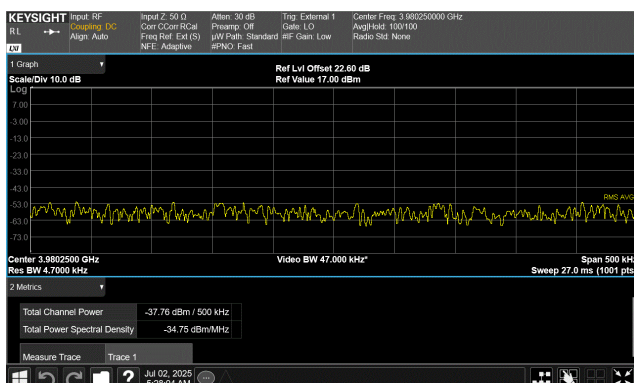 KEYSIGHT Input: RF Input Z: 50 Ω Atten: 30 dB Trig: External 1 Center Freq: 3.980250000 GHz
RL Coupling: DC Corr CCorr RCal Preamp: Off Gate: LO Avg|Hold: 100/100
Align: Auto Freq Ref: Ext (S) µW Path: Standard #IF Gain: Low Radio Std: None
LXI NFE: Adaptive #PNO: Fast
1 Graph Ref Lvl Offset 22.60 dB
Scale/Div 10.0 dB Ref Value 17.00 dBm
Log
7.00
-3.00
-13.0
-23.0
-33.0
-43.0
RMS AVG
-53.0
-63.0
-73.0
Center 3.9802500 GHz Video BW 47.000 kHz* Span 500 kHz
Res BW 4.7000 kHz Sweep 27.0 ms (1001 pts
2 Metrics
Total Channel Power -37.76 dBm / 500 kHz
Total Power Spectral Density -34.75 dBm/MHz
Measure Trace Trace 1
Jul 02, 2025
5:28:04 AM